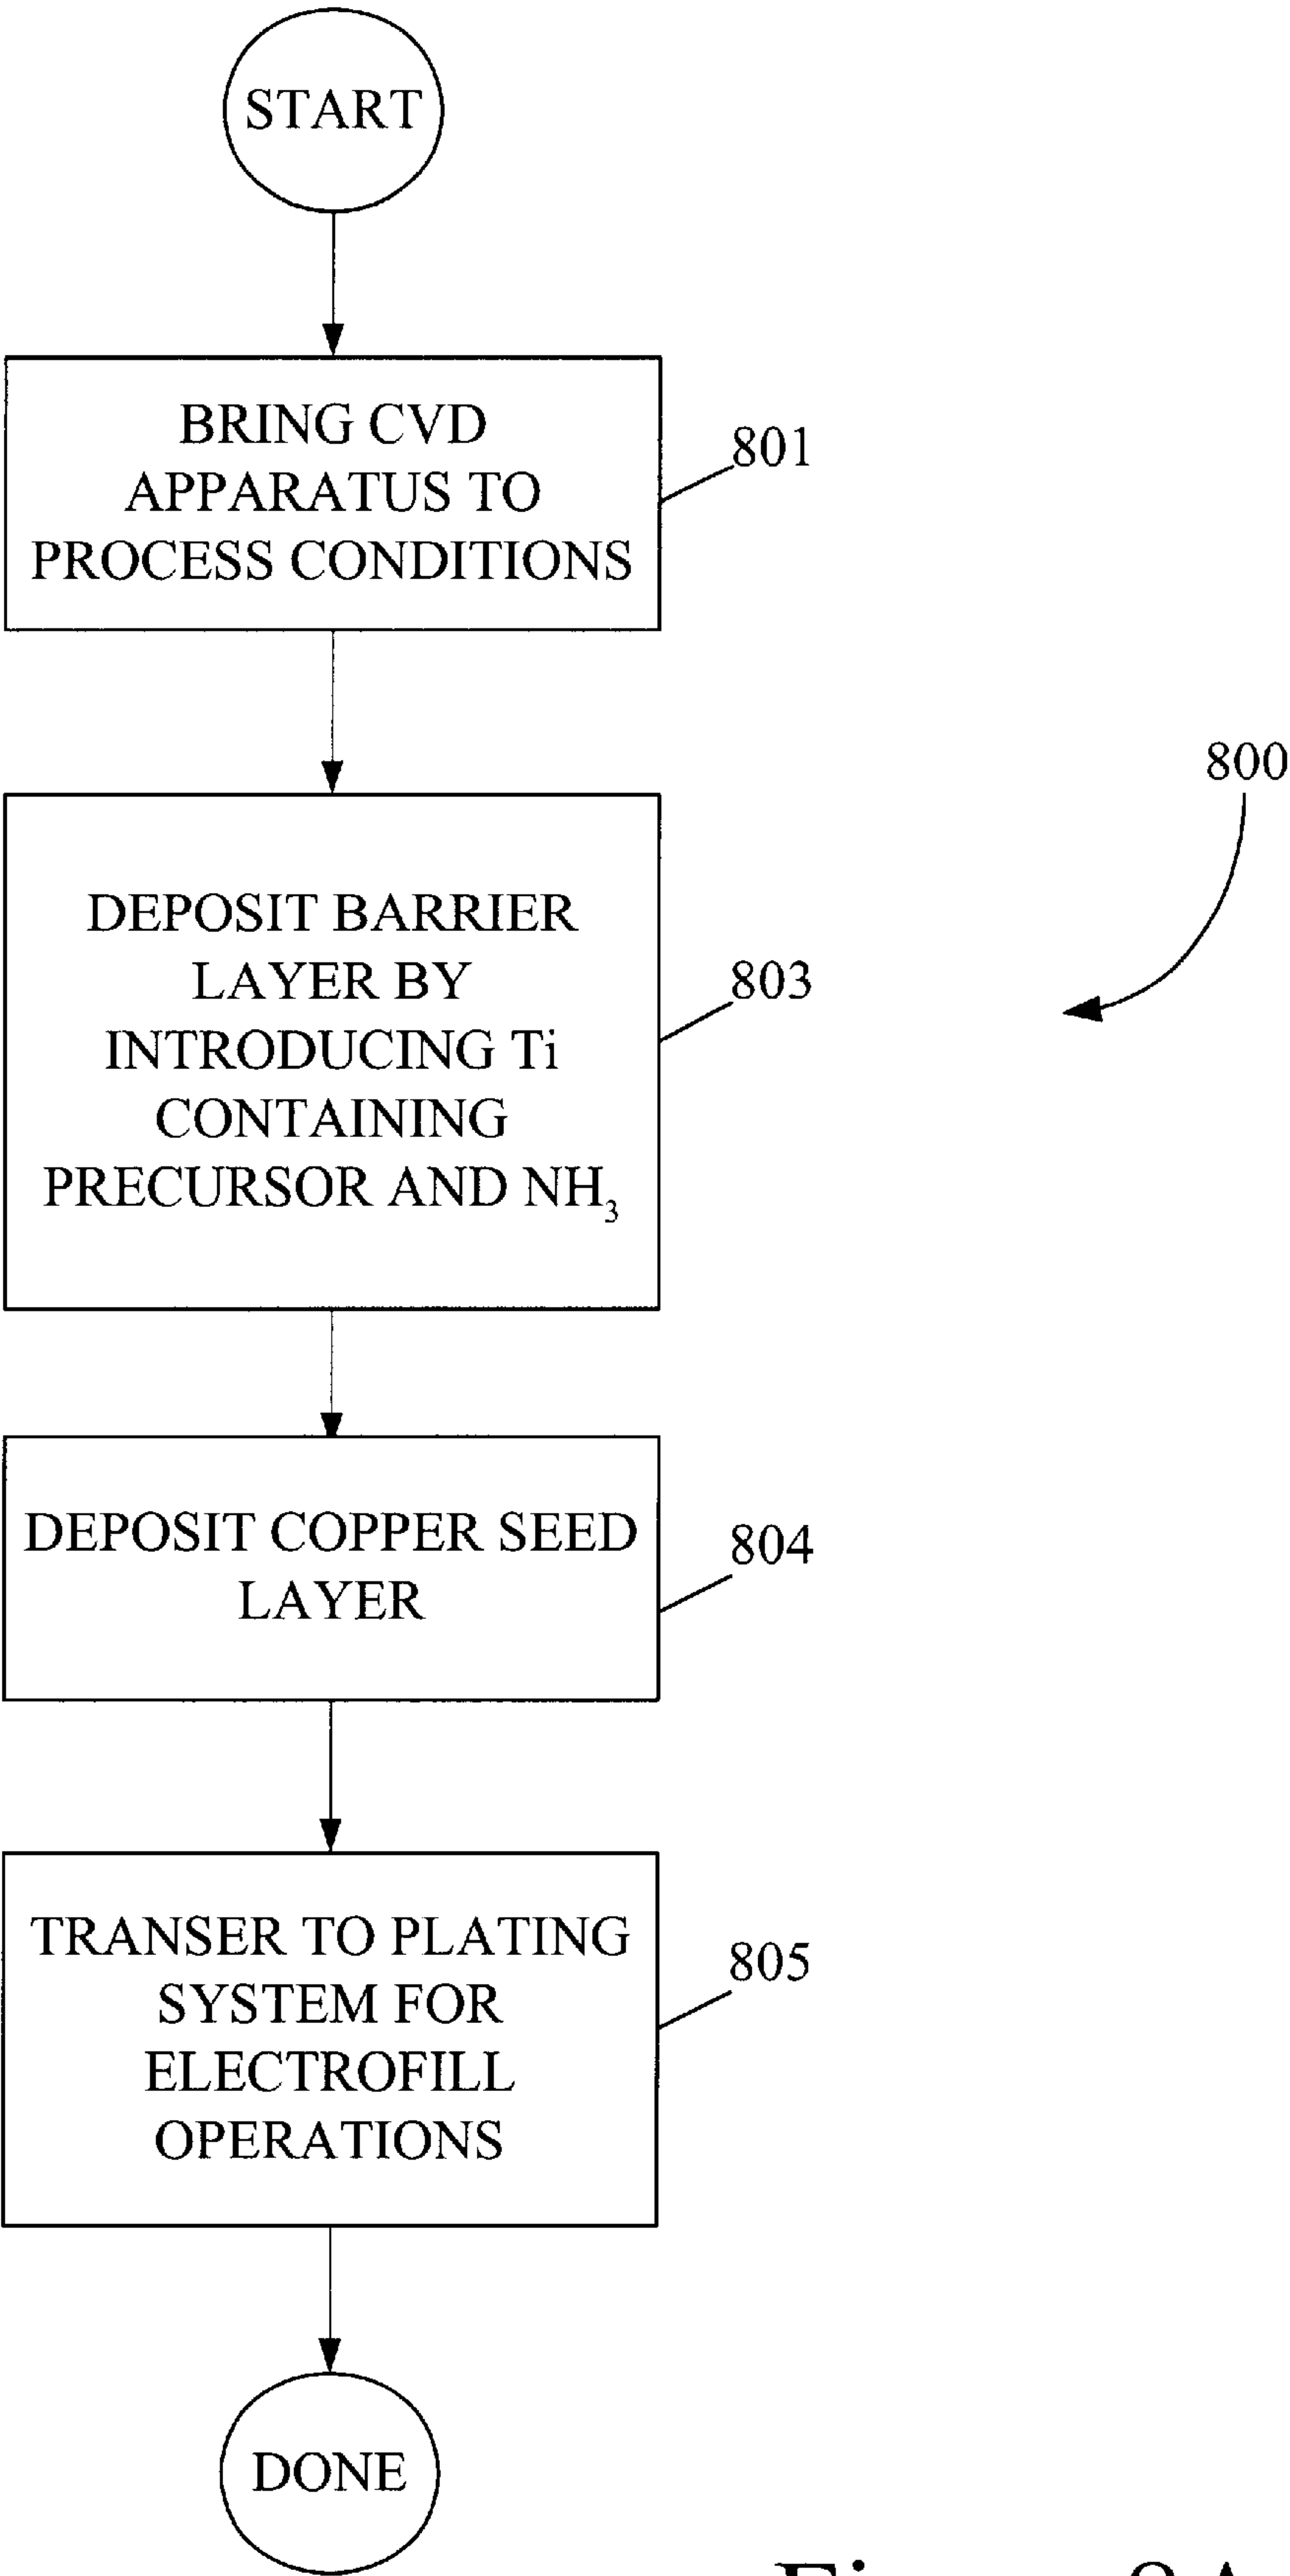 START
BRING CVD
APPARATUS TO
PROCESS CONDITIONS
801
800
DEPOSIT BARRIER
LAYER BY
INTRODUCING Ti
CONTAINING
PRECURSOR AND NH₃
803
DEPOSIT COPPER SEED
LAYER
804
TRANSER TO PLATING
SYSTEM FOR
ELECTROFILL
OPERATIONS
805
DONE